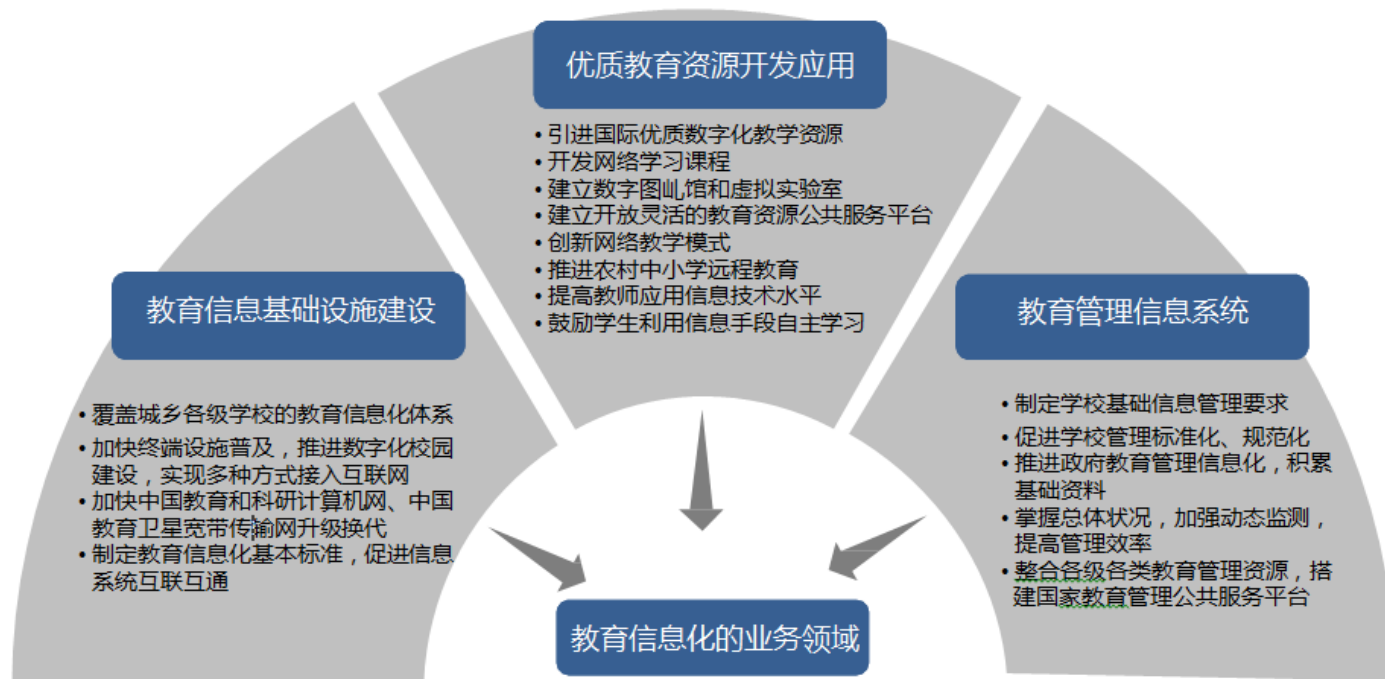 优质教育资源开发应用
• 引进国际优质数字化教学资源
• 开发网络学习课程
• 建立数字图乢馆和虚拟实验室
• 建立开放灵活的教育资源公共服务平台
• 创新网络教学模式
• 推进农村中小学远程教育
• 提高教师应用信息技术水平
• 鼓励学生利用信息手段自主学习
教育信息基础设施建设
• 覆盖城乡各级学校的教育信息化体系
• 加快终端设施普及，推进数字化校园
建设，实现多种方式接入互联网
• 加快中国教育和科研计算机网、中国
教育卫星宽带传输网升级换代
• 制定教育信息化基本标准，促进信息
系统互联互通
教育管理信息系统
• 制定学校基础信息管理要求
• 促进学校管理标准化、规范化
• 推进政府教育管理信息化，积累
基础资料
• 掌握总体状况，加强动态监测，
提高管理效率
• 整合各级各类教育管理资源，搭
建国家教育管理公共服务平台
教育信息化的业务领域